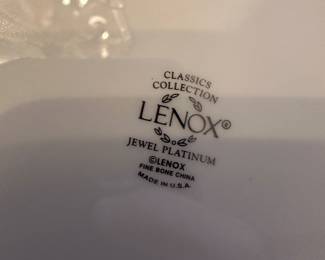 CLASSICS
COLLECTION
LENOX®
JEWEL PLATINUM
©LENOX
FINE BONE CHINA
MADE IN U.S.A.